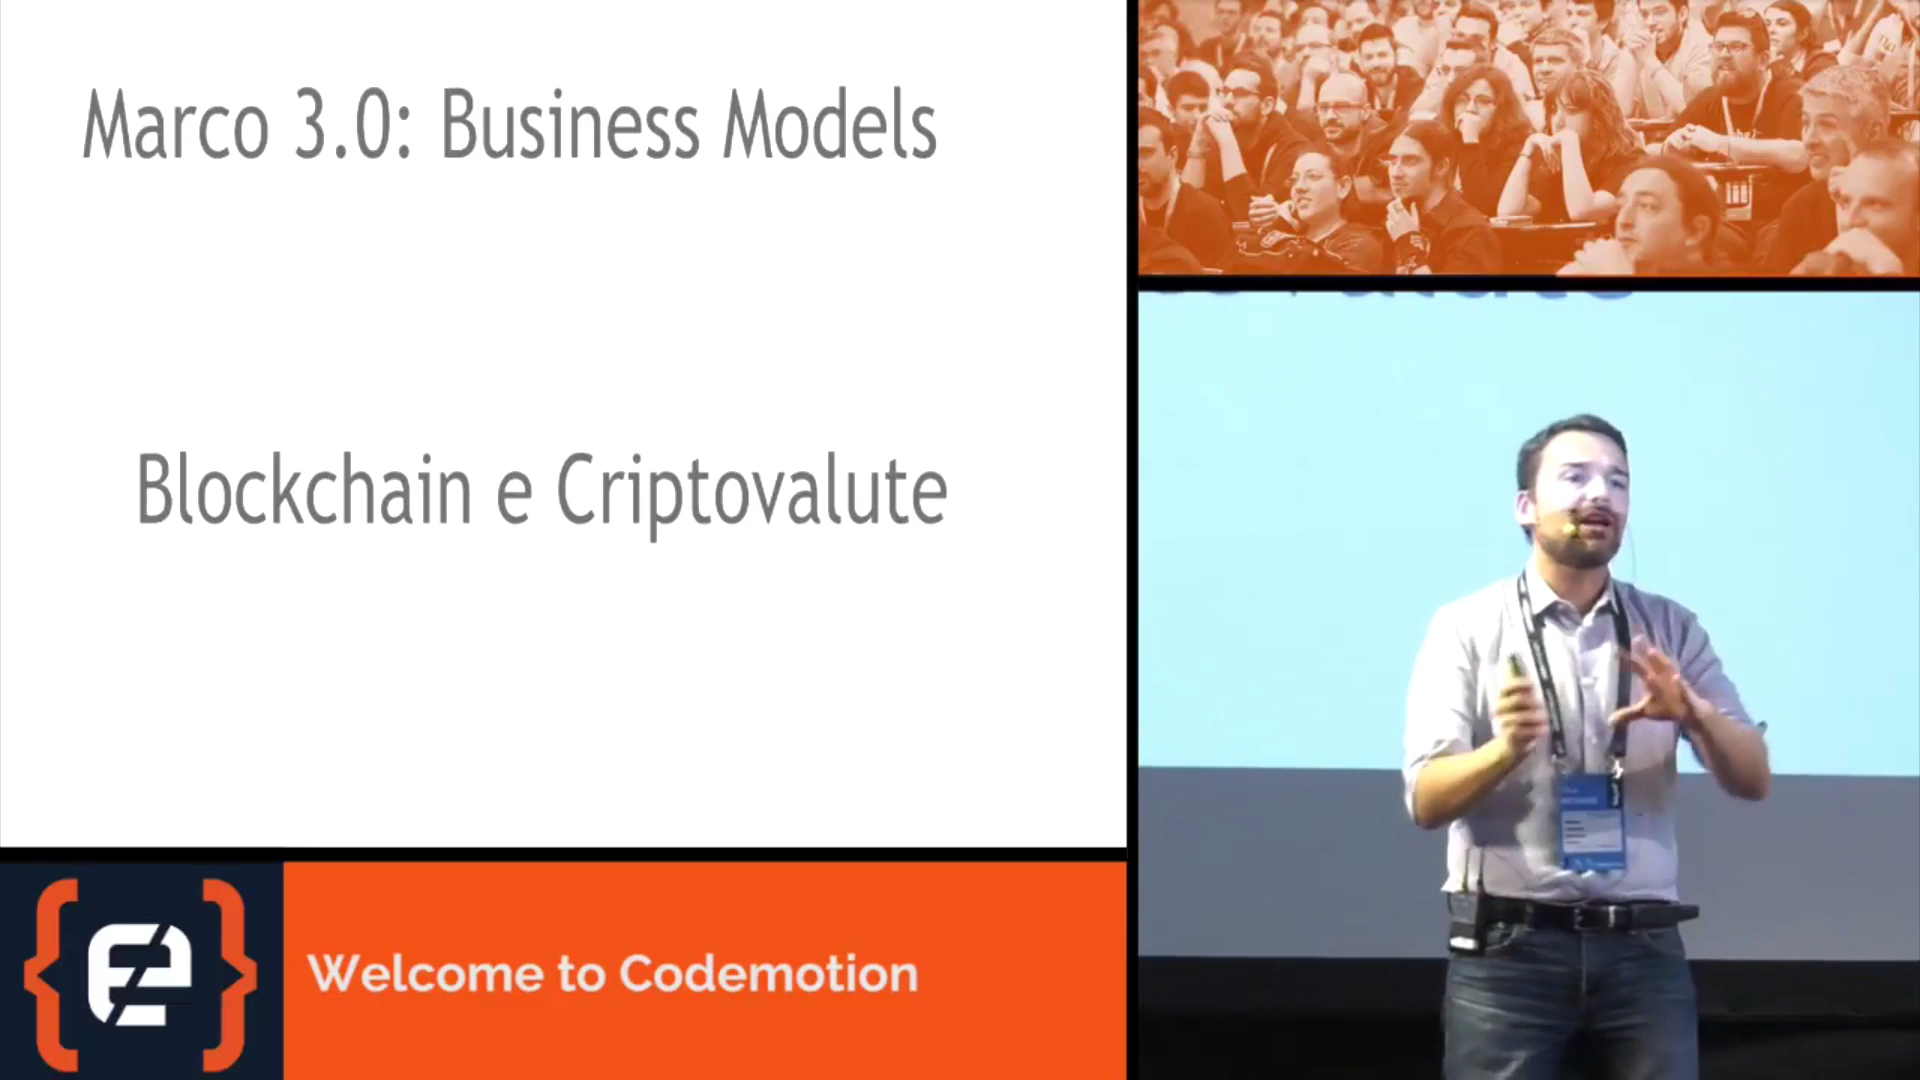 Marco 3.0: Business Models
Blockchain e Criptovalute
Welcome to Codemotion